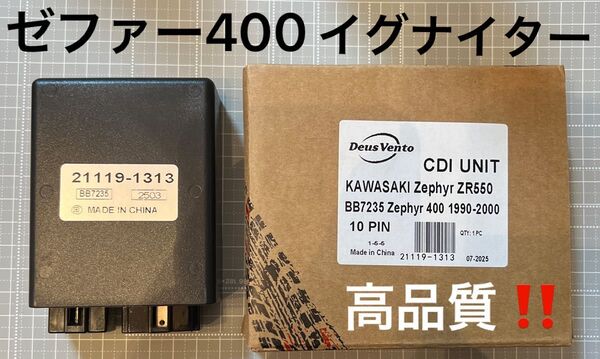 ゼファー400 イグナイター
21119-1313
BB7235 2503
MADE IN CHINA
Deus Vento
CDI UNIT
KAWASAKI Zephyr ZR550
BB7235 Zephyr 400 1990-2000
10 PIN
1-6-6
QTY: 1 PC
Made in China 21119-1313 07-2025
高品質‼️